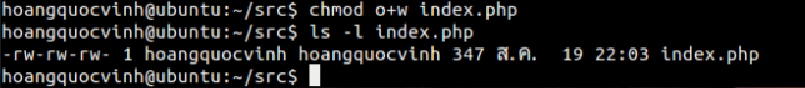 hoangquocvinh@ubuntu:~/src$ chmod o+w index.php
hoangquocvinh@ubuntu:~/src$ ls -l index.php
-rw-rw-rw- 1 hoangquocvinh hoangquocvinh 347 ส.ค.  19 22:03 index.php
hoangquocvinh@ubuntu:~/src$